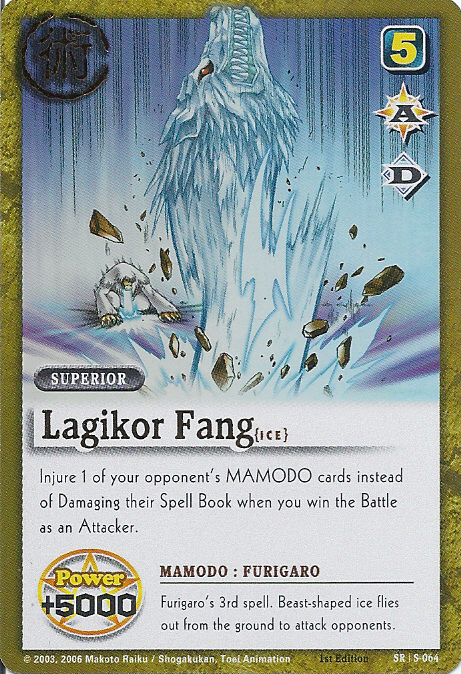 術
5
A
D
SUPERIOR
Lagikor Fang{ICE}
Injure 1 of your opponent's MAMODO cards instead
of Damaging their Spell Book when you win the Battle
as an Attacker.
Power
+5000
MAMODO : FURIGARO
Furigaro's 3rd spell. Beast-shaped ice flies
out from the ground to attack opponents.
© 2003, 2006 Makoto Raiku / Shogakukan, Toei Animation 1st Edition SR | S-064